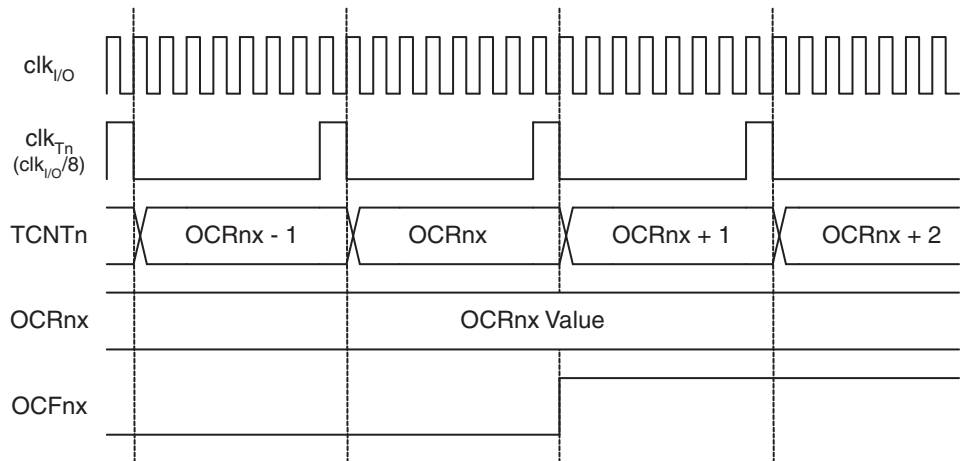 clkI/O
clkTn
(clkI/O/8)
TCNTn OCRnx - 1 OCRnx OCRnx + 1 OCRnx + 2
OCRnx OCRnx Value
OCFnx